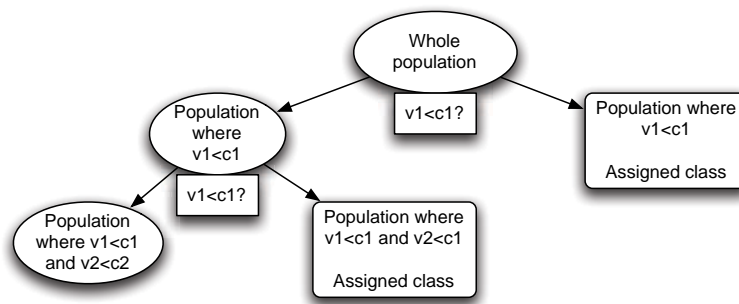 Whole
population
v1<c1?
Population
where
v1<c1
Population where
v1<c1
Assigned class
v1<c1?
Population
where v1<c1
and v2<c2
Population where
v1<c1 and v2<c1
Assigned class